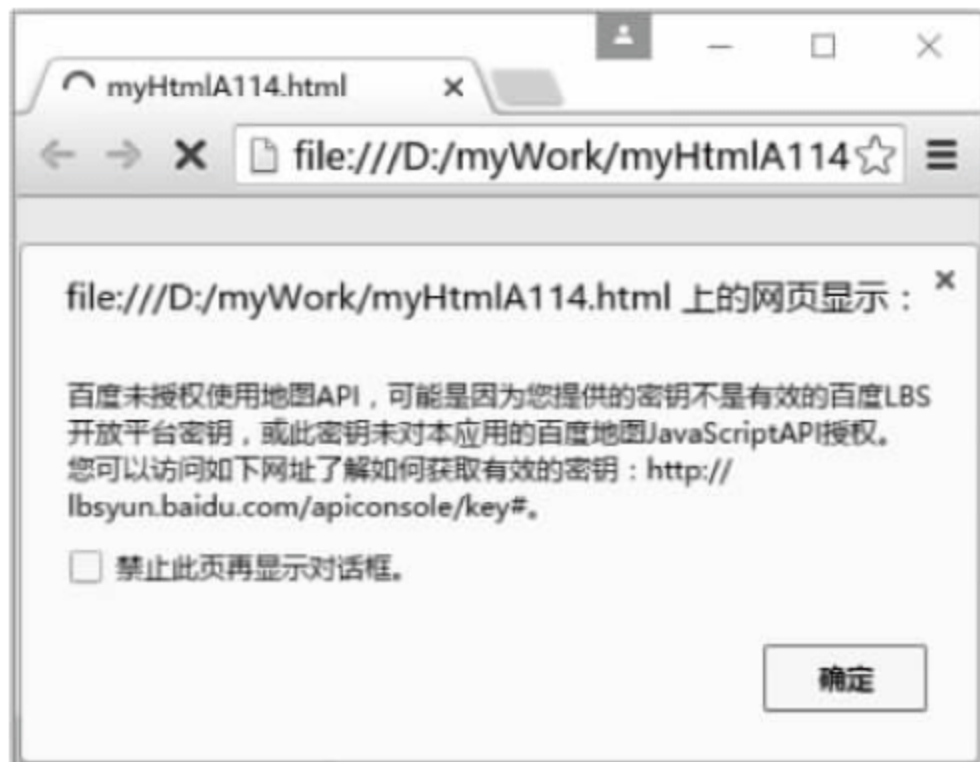 myHtmlA114.html
file:///D:/myWork/myHtmlA114
file:///D:/myWork/myHtmlA114.html 上的网页显示：
百度未授权使用地图API，可能是因为您提供的密钥不是有效的百度LBS
开放平台密钥，或此密钥未对本应用的百度地图JavaScriptAPI授权。
您可以访问如下网址了解如何获取有效的密钥：http://
lbsyun.baidu.com/apiconsole/key#。
禁止此页再显示对话框。
确定